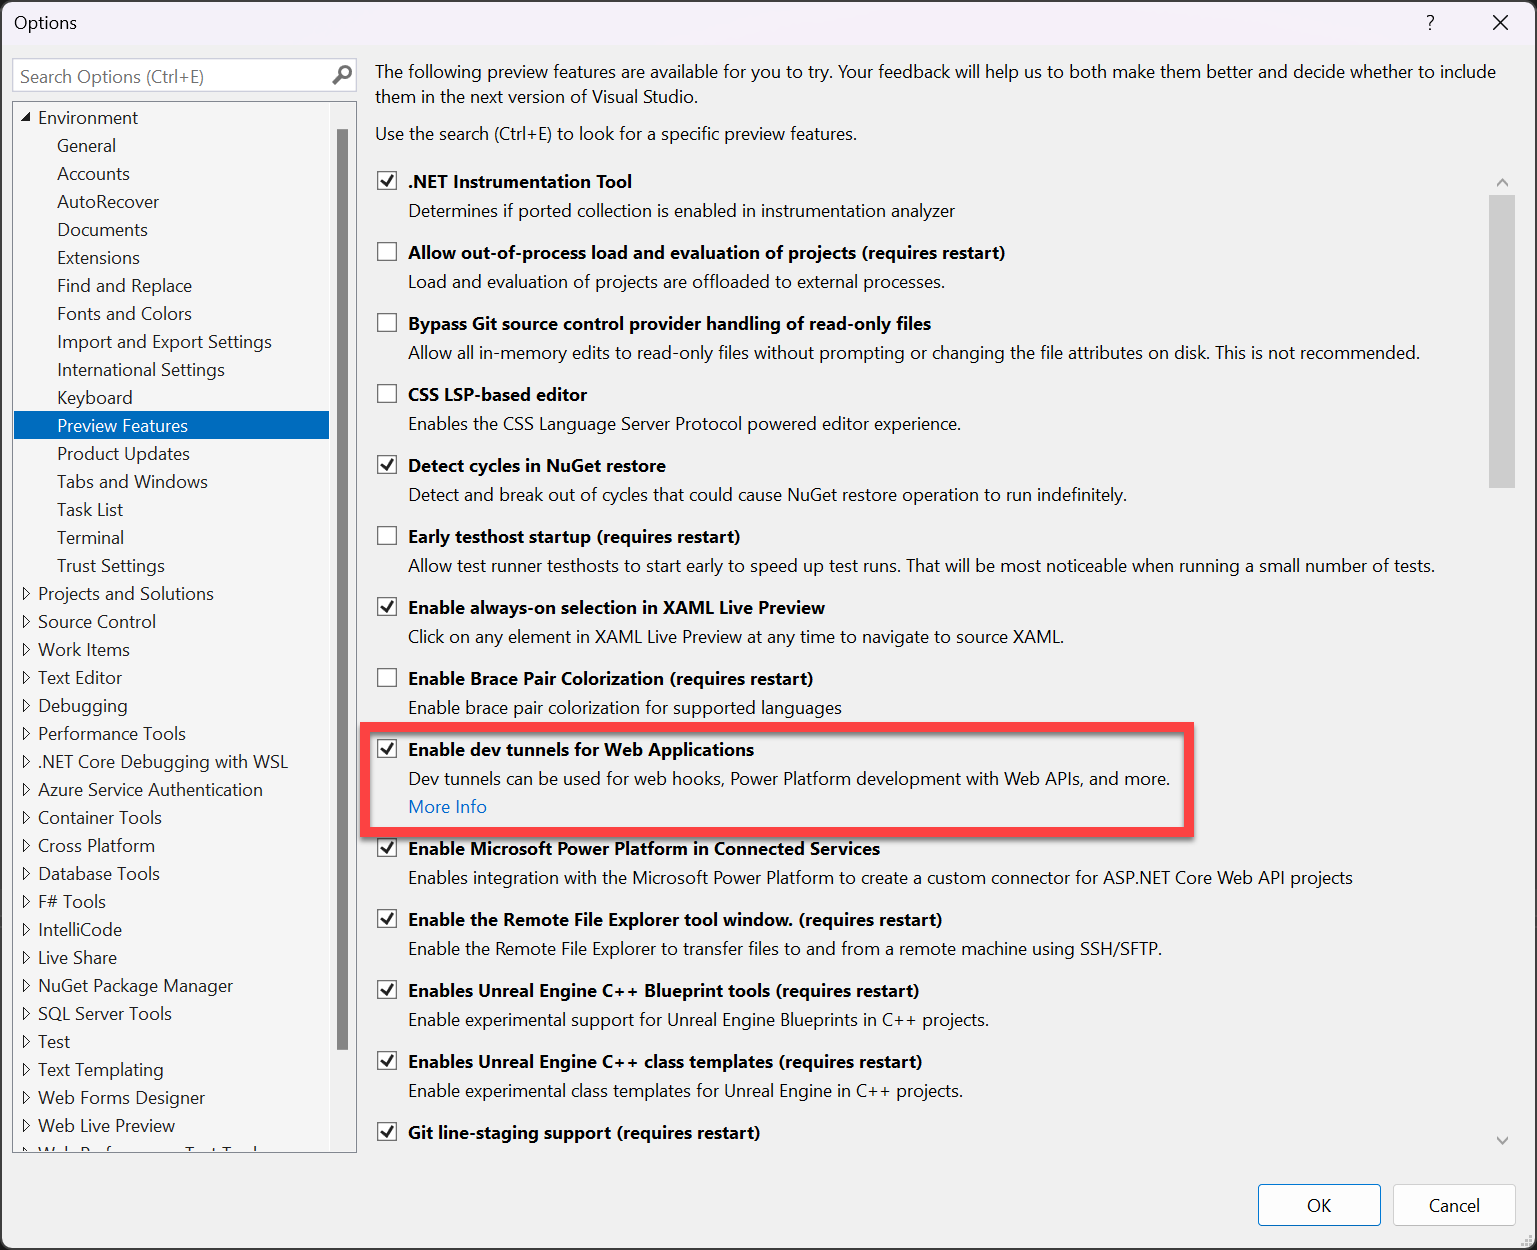 Options
?
Search Options (Ctrl+E)
Environment
General
Accounts
AutoRecover
Documents
Extensions
Find and Replace
Fonts and Colors
Import and Export Settings
International Settings
Keyboard
Preview Features
Product Updates
Tabs and Windows
Task List
Terminal
Trust Settings
Projects and Solutions
Source Control
Work Items
Text Editor
Debugging
Performance Tools
.NET Core Debugging with WSL
Azure Service Authentication
Container Tools
Cross Platform
Database Tools
F# Tools
IntelliCode
Live Share
NuGet Package Manager
SQL Server Tools
Test
Text Templating
Web Forms Designer
Web Live Preview
The following preview features are available for you to try. Your feedback will help us to both make them better and decide whether to include
them in the next version of Visual Studio.
Use the search (Ctrl+E) to look for a specific preview features.
.NET Instrumentation Tool
Determines if ported collection is enabled in instrumentation analyzer
Allow out-of-process load and evaluation of projects (requires restart)
Load and evaluation of projects are offloaded to external processes.
Bypass Git source control provider handling of read-only files
Allow all in-memory edits to read-only files without prompting or changing the file attributes on disk. This is not recommended.
CSS LSP-based editor
Enables the CSS Language Server Protocol powered editor experience.
Detect cycles in NuGet restore
Detect and break out of cycles that could cause NuGet restore operation to run indefinitely.
Early testhost startup (requires restart)
Allow test runner testhosts to start early to speed up test runs. That will be most noticeable when running a small number of tests.
Enable always-on selection in XAML Live Preview
Click on any element in XAML Live Preview at any time to navigate to source XAML.
Enable Brace Pair Colorization (requires restart)
Enable brace pair colorization for supported languages
Enable dev tunnels for Web Applications
Dev tunnels can be used for web hooks, Power Platform development with Web APIs, and more.
More Info
Enable Microsoft Power Platform in Connected Services
Enables integration with the Microsoft Power Platform to create a custom connector for ASP.NET Core Web API projects
Enable the Remote File Explorer tool window. (requires restart)
Enable the Remote File Explorer to transfer files to and from a remote machine using SSH/SFTP.
Enables Unreal Engine C++ Blueprint tools (requires restart)
Enable experimental support for Unreal Engine Blueprints in C++ projects.
Enables Unreal Engine C++ class templates (requires restart)
Enable experimental class templates for Unreal Engine in C++ projects.
Git line-staging support (requires restart)
OK
Cancel